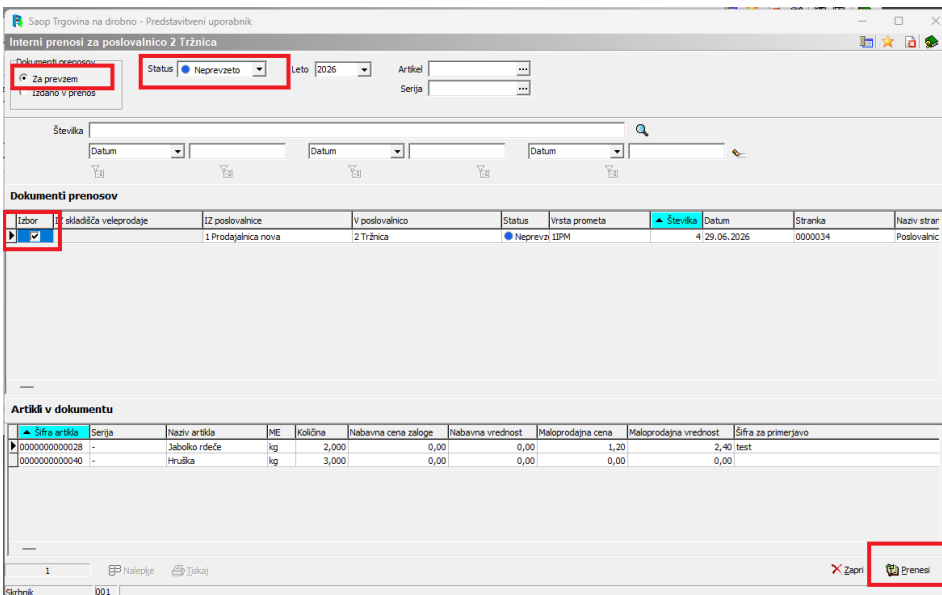 Saop Trgovina na drobno - Predstavitveni uporabnik
Interni prenosi za poslovalnico 2 Tržnica
Dokumenti prenosov
Za prevzem
Izdano v prenos
Status Neprevzeto
Leto 2026
Artikel ...
Serija ...
Številka
Datum Datum Datum
Dokumenti prenosov
Izbor IZ skladišča veleprodaje IZ poslovalnice V poslovalnico Status Vrsta prometa Številka Datum Stranka Naziv stran
1 Prodajalnica nova 2 Tržnica Neprevz 1IPM 4 29.06.2026 0000034 Poslovalnic
Artikli v dokumentu
Šifra artikla Serija Naziv artikla ME Količina Nabavna cena zaloge Nabavna vrednost Maloprodajna cena Maloprodajna vrednost Šifra za primerjavo
0000000000028 - Jabolko rdeče kg 2,000 0,00 0,00 1,20 2,40 test
0000000000040 - Hruška kg 3,000 0,00 0,00 0,00 0,00
1 Nalepke Tiskaj Zapri Prenesi
Skrbnik 001